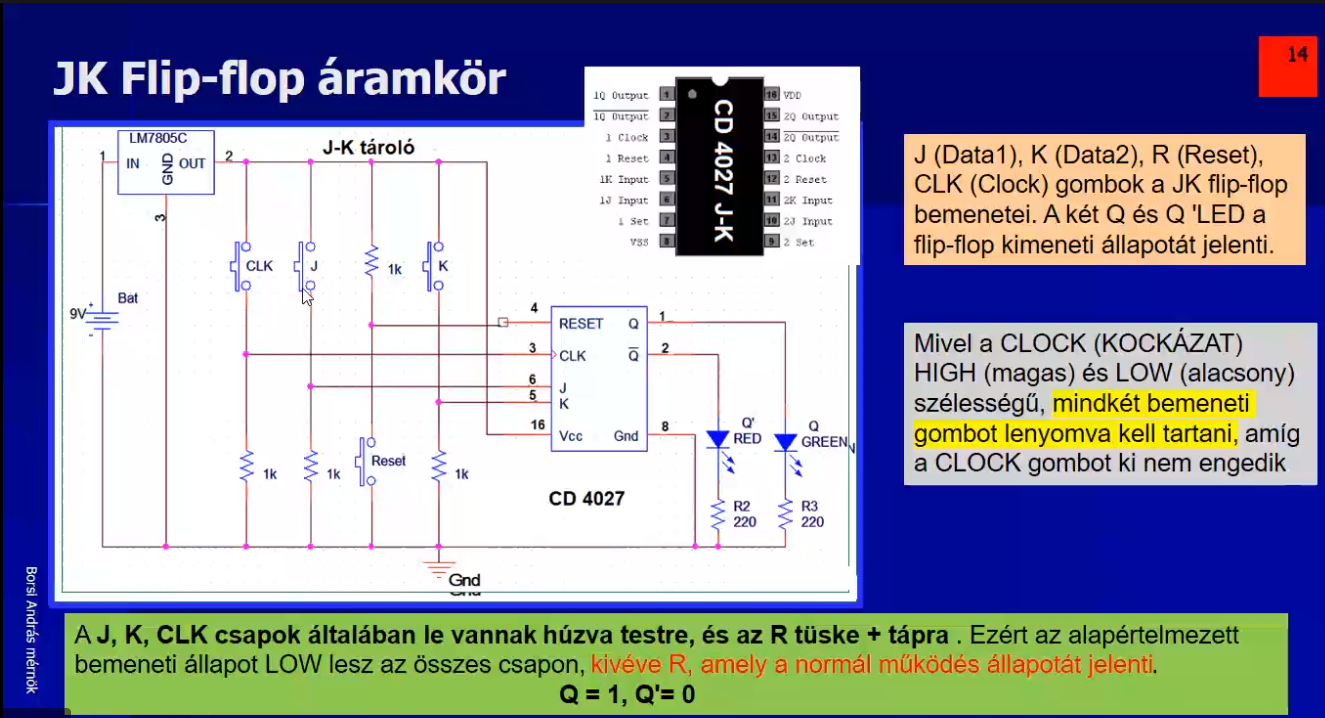 14
JK Flip-flop áramkör
1Q Output 1 16 VDD
1Q Output 2 15 2Q Output
1 Clock 3 14 2Q Output
1 Reset 4 13 2 Clock
1K Input 5 12 2 Reset
1J Input 6 11 2K Input
1 Set 7 10 2J Input
VSS 8 9 2 Set
CD 4027 J-K
LM7805C
J-K tároló
1 IN GND OUT 2
3
CLK J 1k K
Bat
9V
+
-
4 RESET Q 1
3 CLK Q 2
6 J
5 K
16 Vcc Gnd 8
Q'
RED
Q
GREEN
1k 1k Reset 1k
CD 4027
R2
220
R3
220
Gnd
J (Data1), K (Data2), R (Reset),
CLK (Clock) gombok a JK flip-flop
bemenetei. A két Q és Q 'LED a
flip-flop kimeneti állapotát jelenti.
Mivel a CLOCK (KOCKÁZAT)
HIGH (magas) és LOW (alacsony)
szélességű, mindkét bemeneti
gombot lenyomva kell tartani, amíg
a CLOCK gombot ki nem engedik
A J, K, CLK csapok általában le vannak húzva testre, és az R tüske + tápra . Ezért az alapértelmezett
bemeneti állapot LOW lesz az összes csapon, kivéve R, amely a normál működés állapotát jelenti.
Q = 1, Q'= 0
Borsi András mérnök